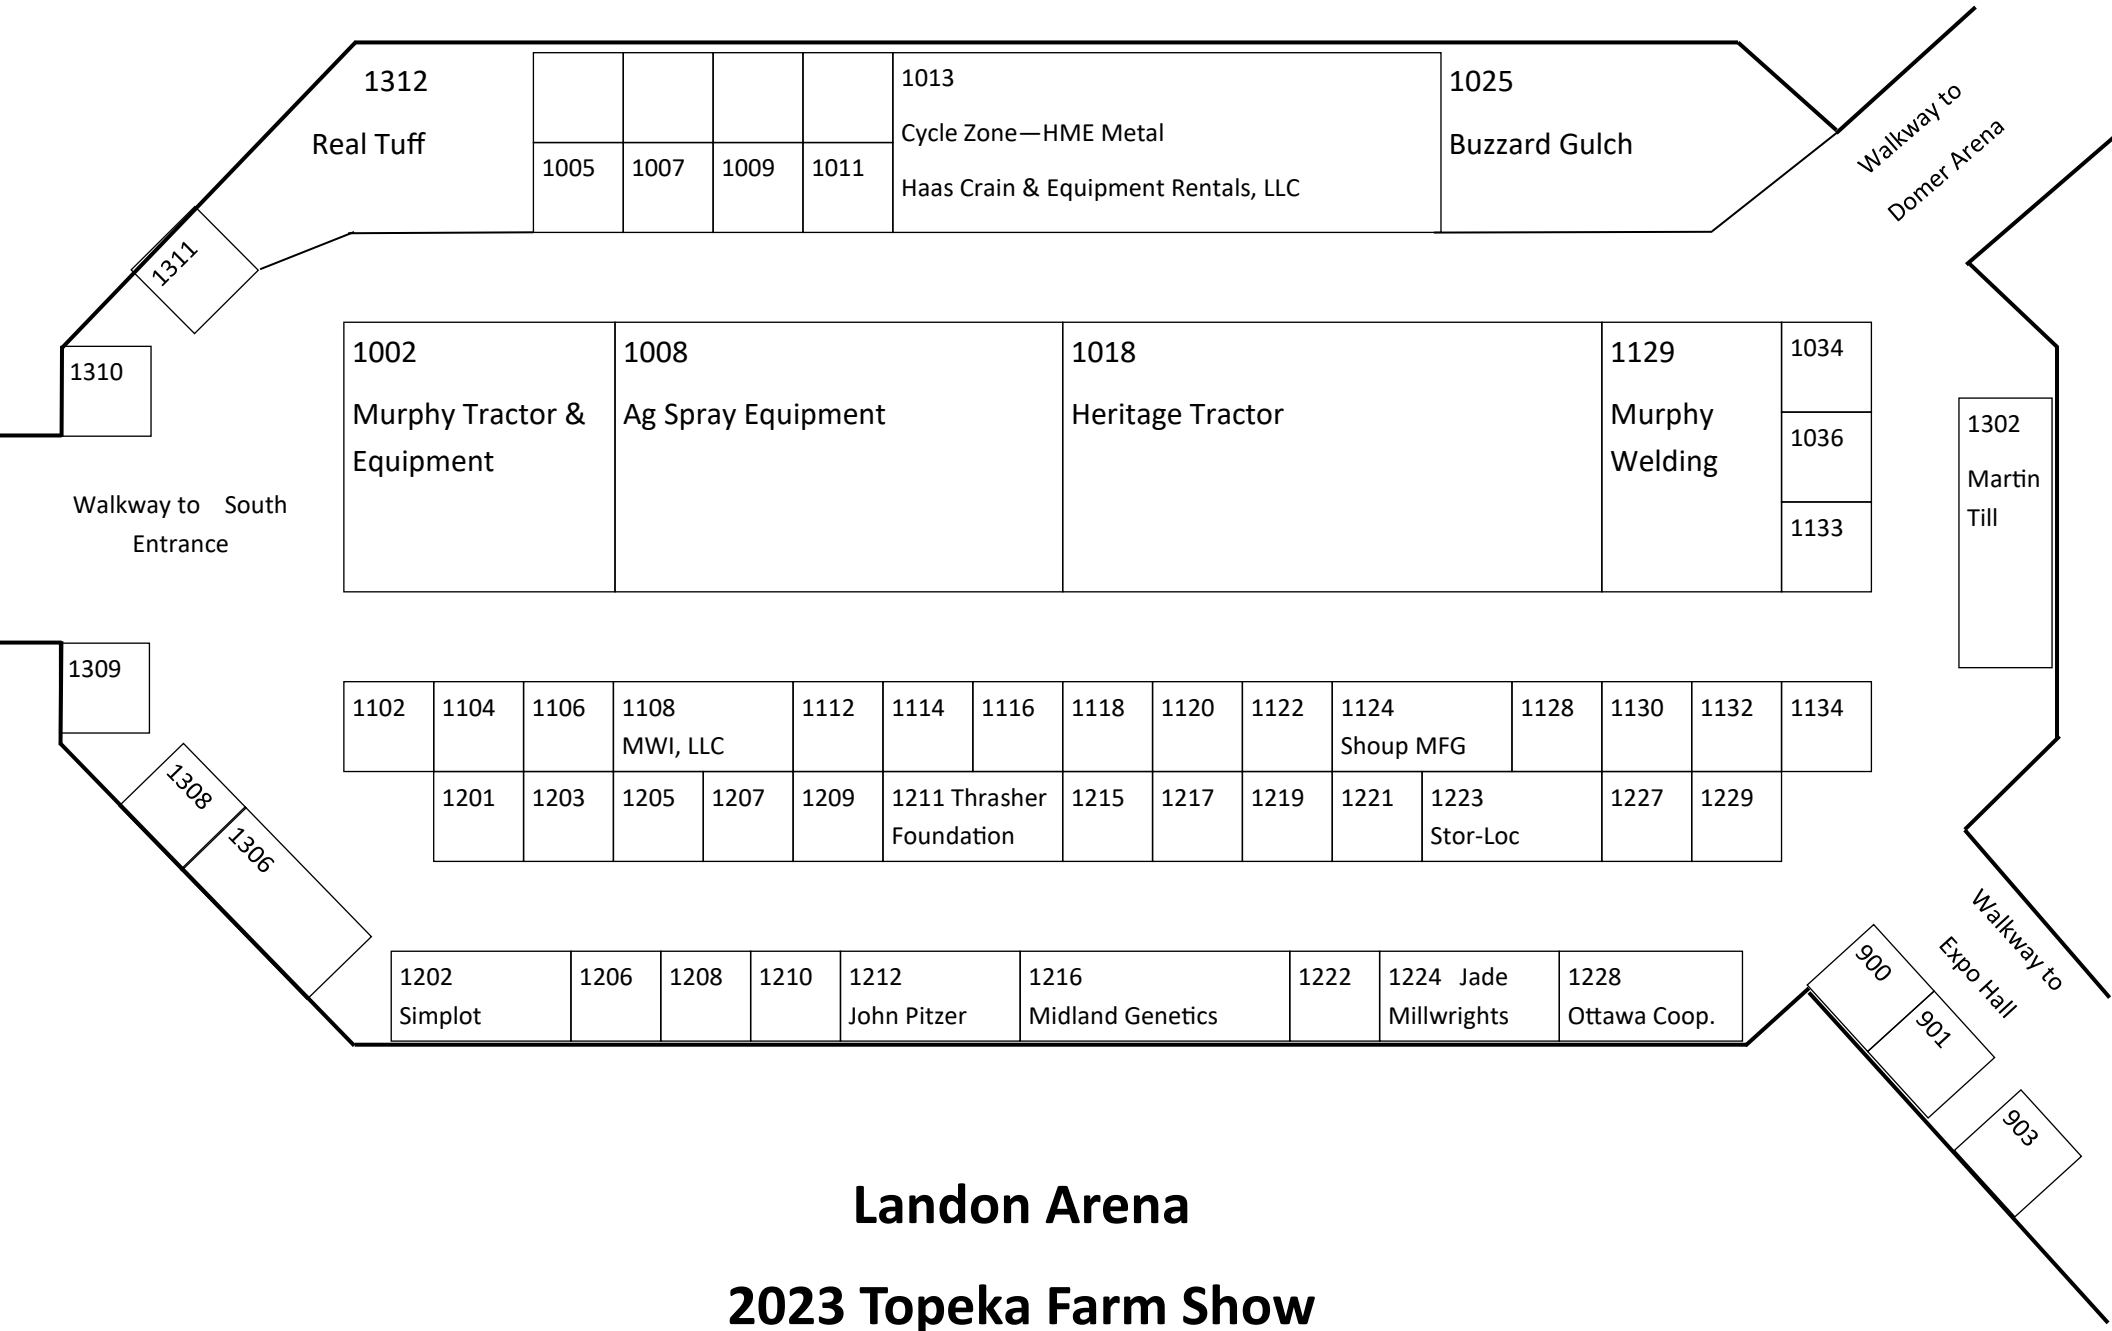 1312
Real Tuff
1005
1007
1009
1011
1013
Cycle Zone—HME Metal
Haas Crain & Equipment Rentals, LLC
1025
Buzzard Gulch
Walkway to
Domer Arena
1311
1310
1002
Murphy Tractor &
Equipment
1008
Ag Spray Equipment
1018
Heritage Tractor
1129
Murphy
Welding
1034
1036
1133
1302
Martin
Till
Walkway to South
Entrance
1309
1308
1306
1102
1104
1106
1108
MWI, LLC
1112
1114
1116
1118
1120
1122
1124
Shoup MFG
1128
1130
1132
1134
1201
1203
1205
1207
1209
1211 Thrasher
Foundation
1215
1217
1219
1221
1223
Stor-Loc
1227
1229
1202
Simplot
1206
1208
1210
1212
John Pitzer
1216
Midland Genetics
1222
1224 Jade
Millwrights
1228
Ottawa Coop.
Walkway to
Expo Hall
900
901
903
Landon Arena
2023 Topeka Farm Show